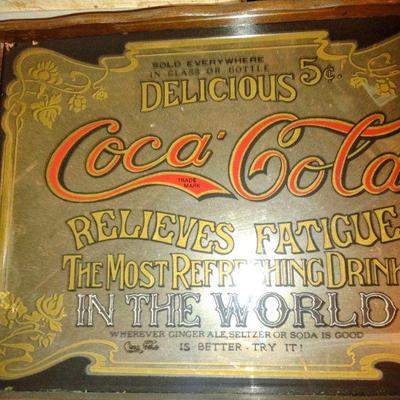 SOLD EVERYWHERE
IN GLASS OR BOTTLE
DELICIOUS 5¢.
Coca-Cola
TRADE
MARK
RELIEVES FATIGUE
THE MOST REFRESHING DRINK
IN THE WORLD
WHEREVER GINGER ALE, SELTZER OR SODA IS GOOD
Coca-Cola IS BETTER - TRY IT!